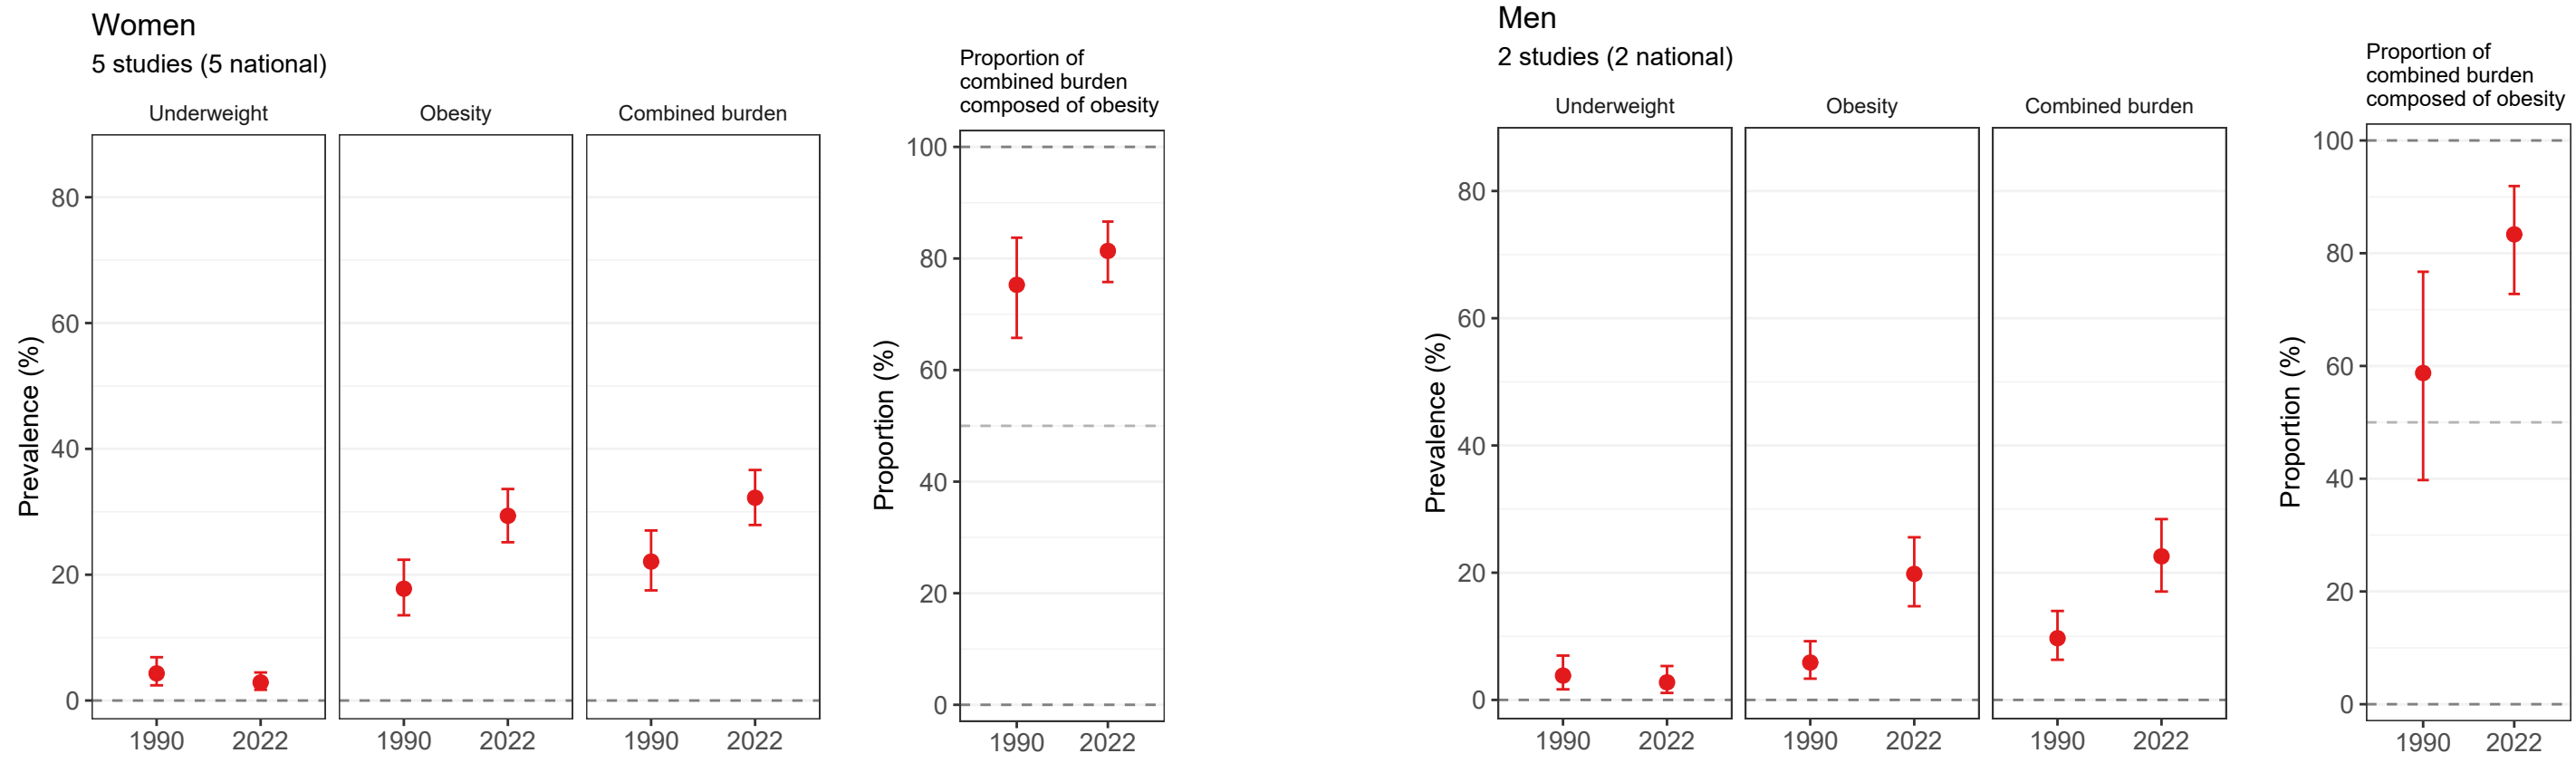 Women
5 studies (5 national)
Underweight
Obesity
Combined burden
Prevalence (%)
80
60
40
20
0
1990 2022
1990 2022
1990 2022
Proportion of
combined burden
composed of obesity
Proportion (%)
100
80
60
40
20
0
1990 2022
Men
2 studies (2 national)
Underweight
Obesity
Combined burden
Prevalence (%)
80
60
40
20
0
1990 2022
1990 2022
1990 2022
Proportion of
combined burden
composed of obesity
Proportion (%)
100
80
60
40
20
0
1990 2022